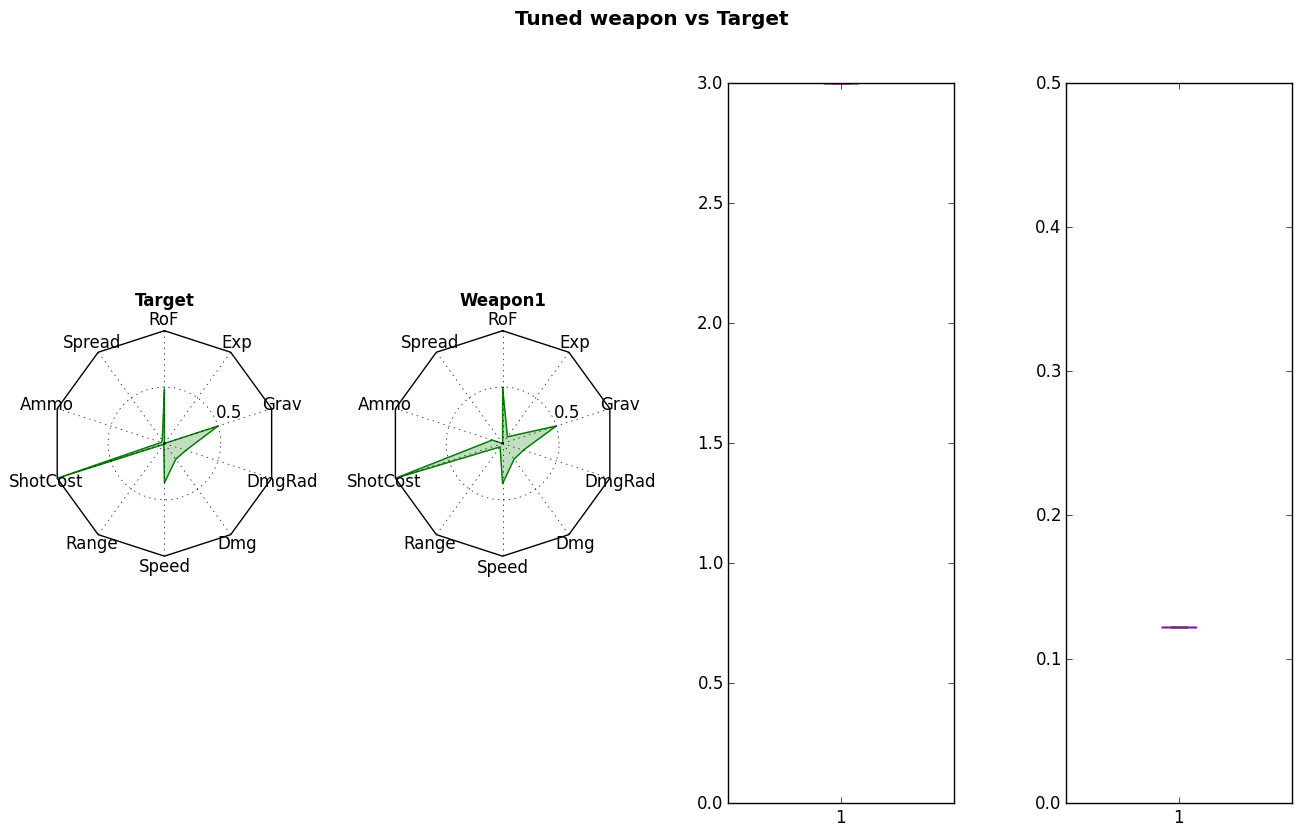 Tuned weapon vs Target
Target
RoF
Spread
Exp
Ammo
0.5
Grav
ShotCost
DmgRad
Range
Dmg
Speed
Weapon1
RoF
Spread
Exp
Ammo
0.5
Grav
ShotCost
DmgRad
Range
Dmg
Speed
3.0
2.5
2.0
1.5
1.0
0.5
0.0
1
0.5
0.4
0.3
0.2
0.1
0.0
1